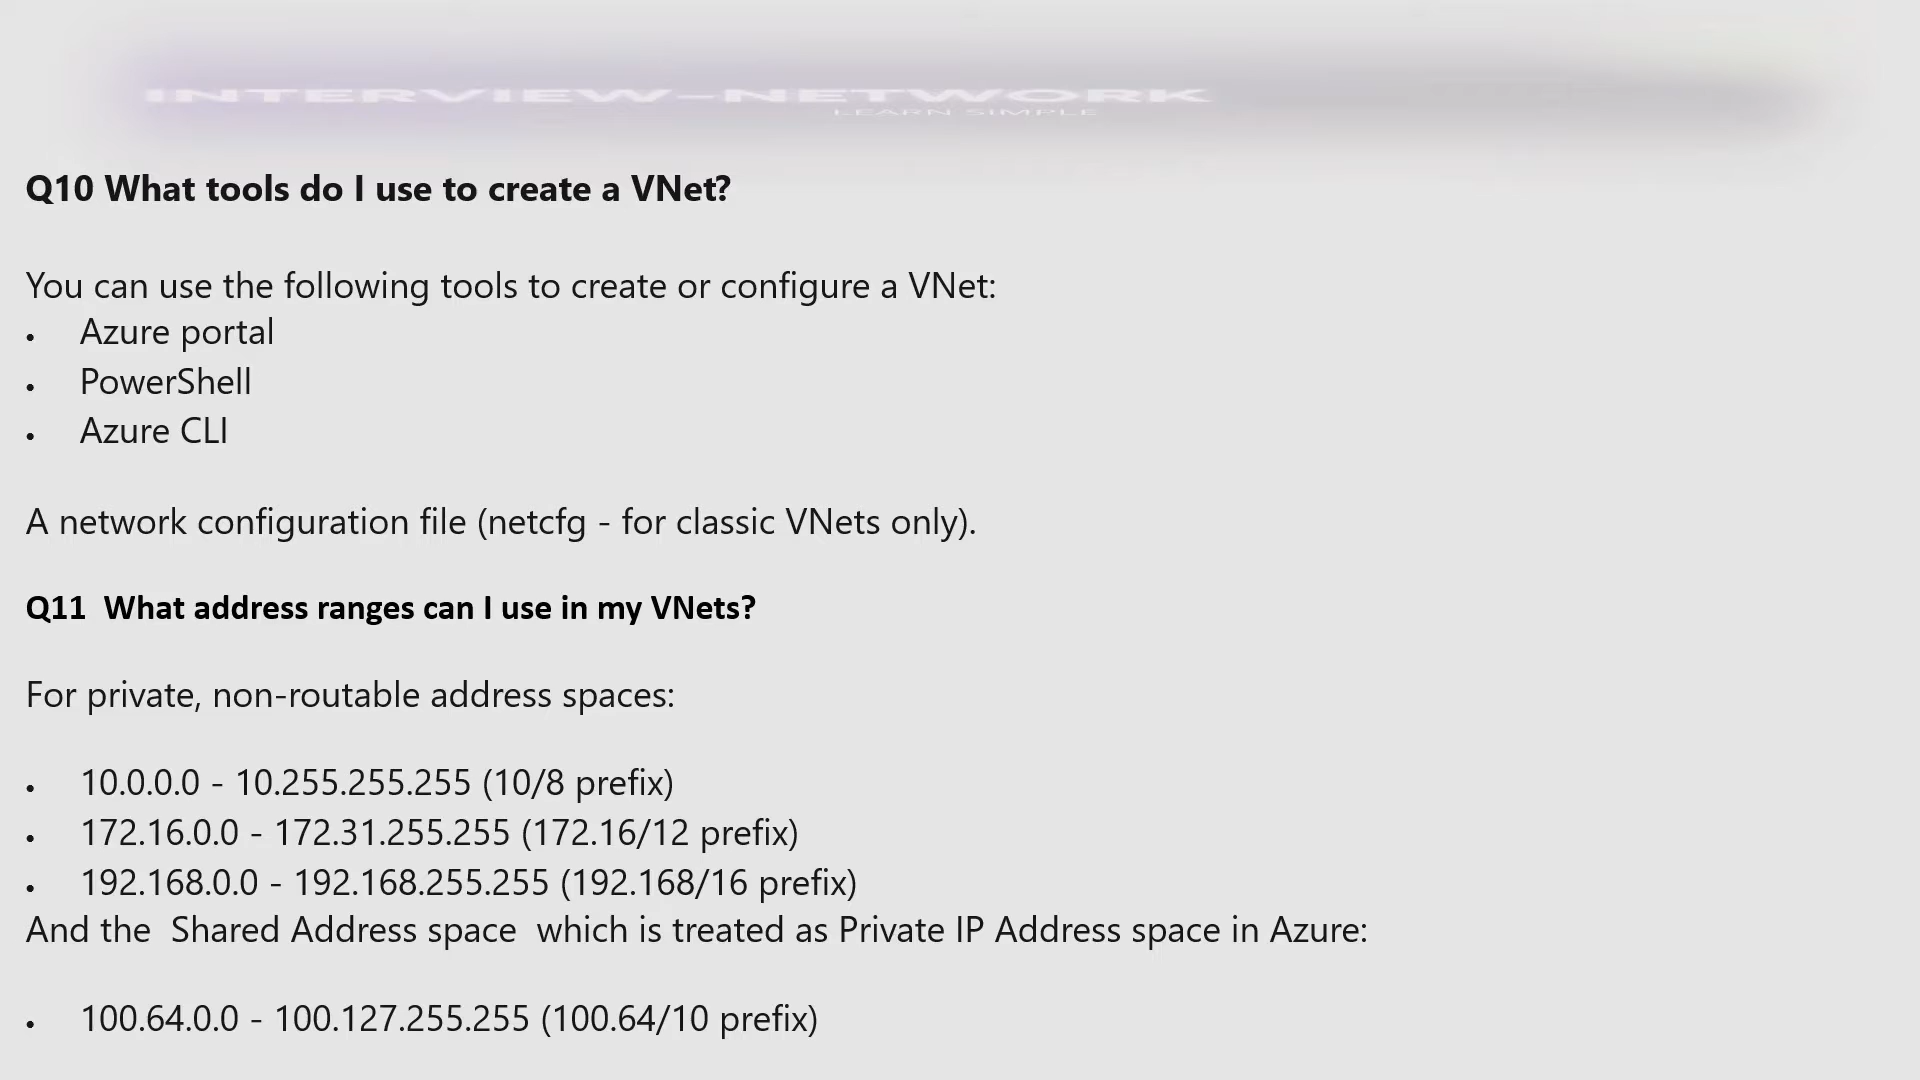 INTERVIEW-NETWORK
LEARN SIMPLE
Q10 What tools do I use to create a VNet?
You can use the following tools to create or configure a VNet:
• Azure portal
• PowerShell
• Azure CLI
A network configuration file (netcfg - for classic VNets only).
Q11 What address ranges can I use in my VNets?
For private, non-routable address spaces:
• 10.0.0.0 - 10.255.255.255 (10/8 prefix)
• 172.16.0.0 - 172.31.255.255 (172.16/12 prefix)
• 192.168.0.0 - 192.168.255.255 (192.168/16 prefix)
And the Shared Address space which is treated as Private IP Address space in Azure:
• 100.64.0.0 - 100.127.255.255 (100.64/10 prefix)